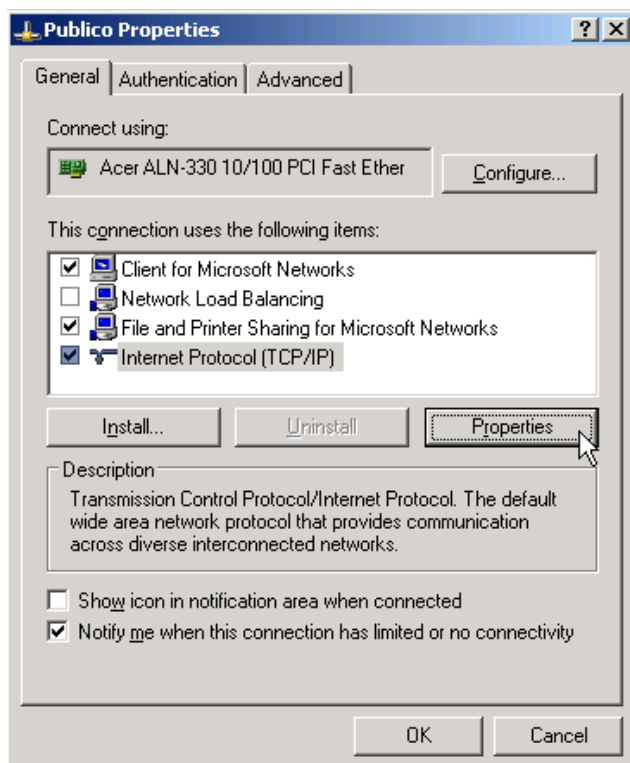 Publico Properties
General
Authentication
Advanced
Connect using:
Acer ALN-330 10/100 PCI Fast Ether
Configure...
This connection uses the following items:
Client for Microsoft Networks
Network Load Balancing
File and Printer Sharing for Microsoft Networks
Internet Protocol (TCP/IP)
Install...
Uninstall
Properties
Description
Transmission Control Protocol/Internet Protocol. The default
wide area network protocol that provides communication
across diverse interconnected networks.
Show icon in notification area when connected
Notify me when this connection has limited or no connectivity
OK
Cancel